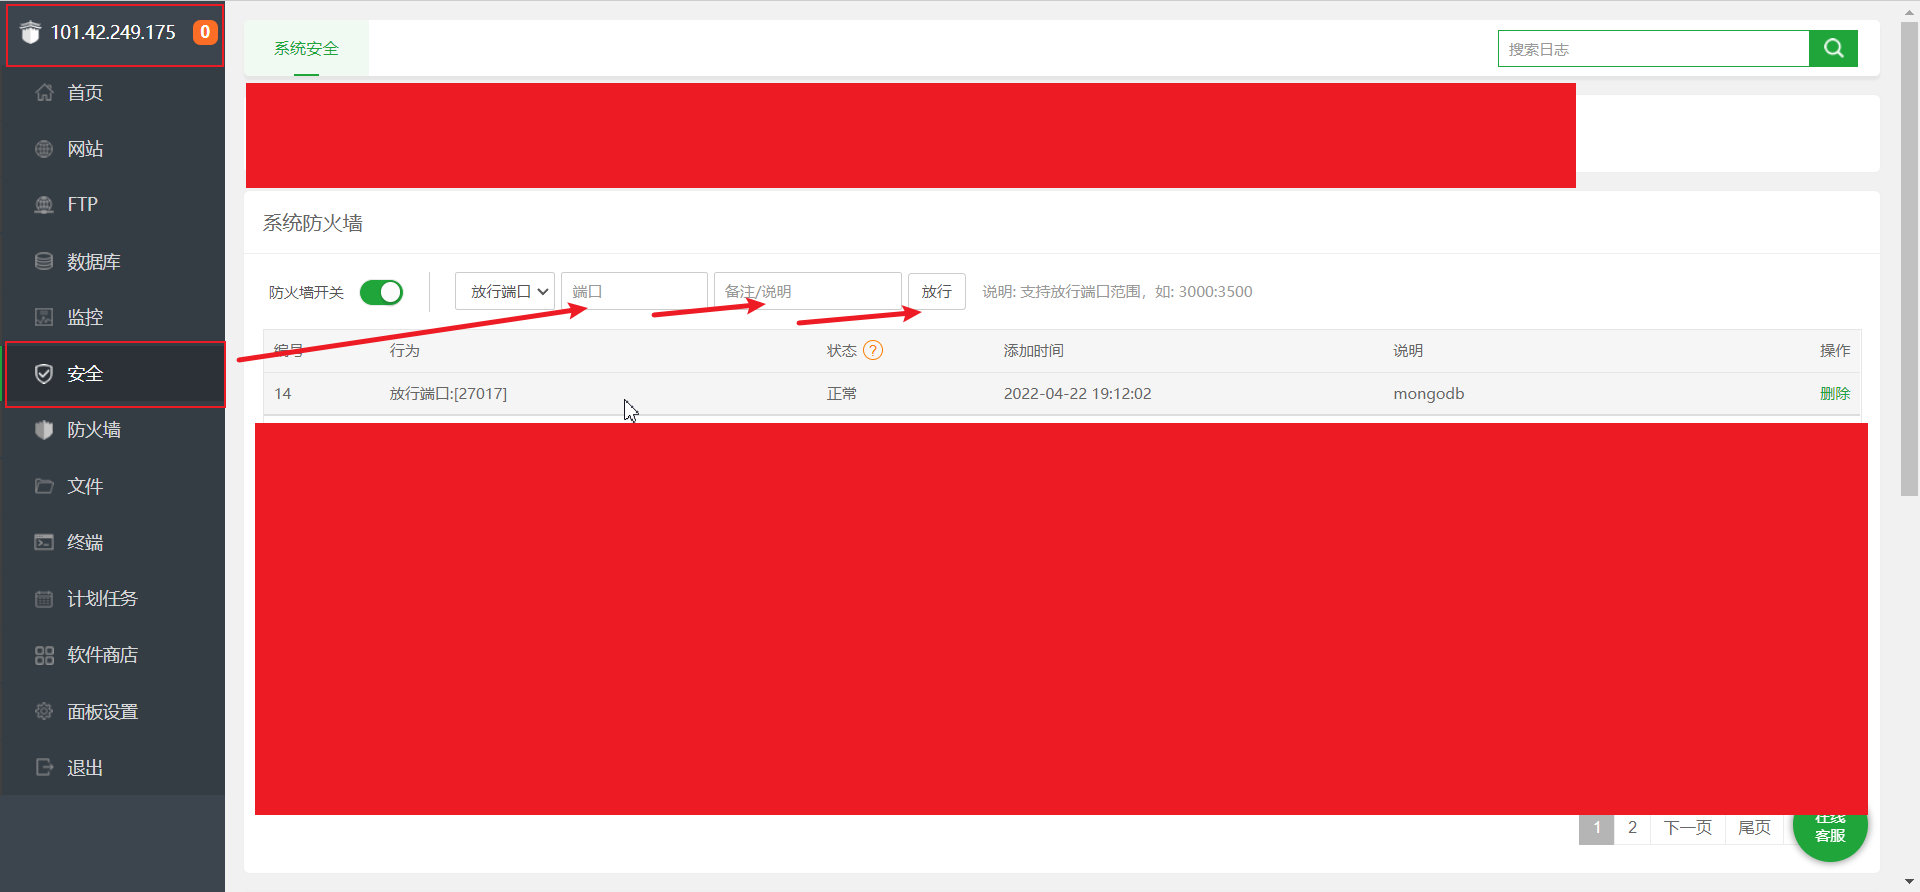 101.42.249.175 0
首页
网站
FTP
数据库
监控
安全
防火墙
文件
终端
计划任务
软件商店
面板设置
退出
系统安全
搜索日志
系统防火墙
防火墙开关 放行端口 端口 备注/说明 放行 说明: 支持放行端口范围，如: 3000:3500
编号 行为 状态 ? 添加时间 说明 操作
14 放行端口:[27017] 正常 2022-04-22 19:12:02 mongodb 删除
1 2 下一页 尾页
在线
客服